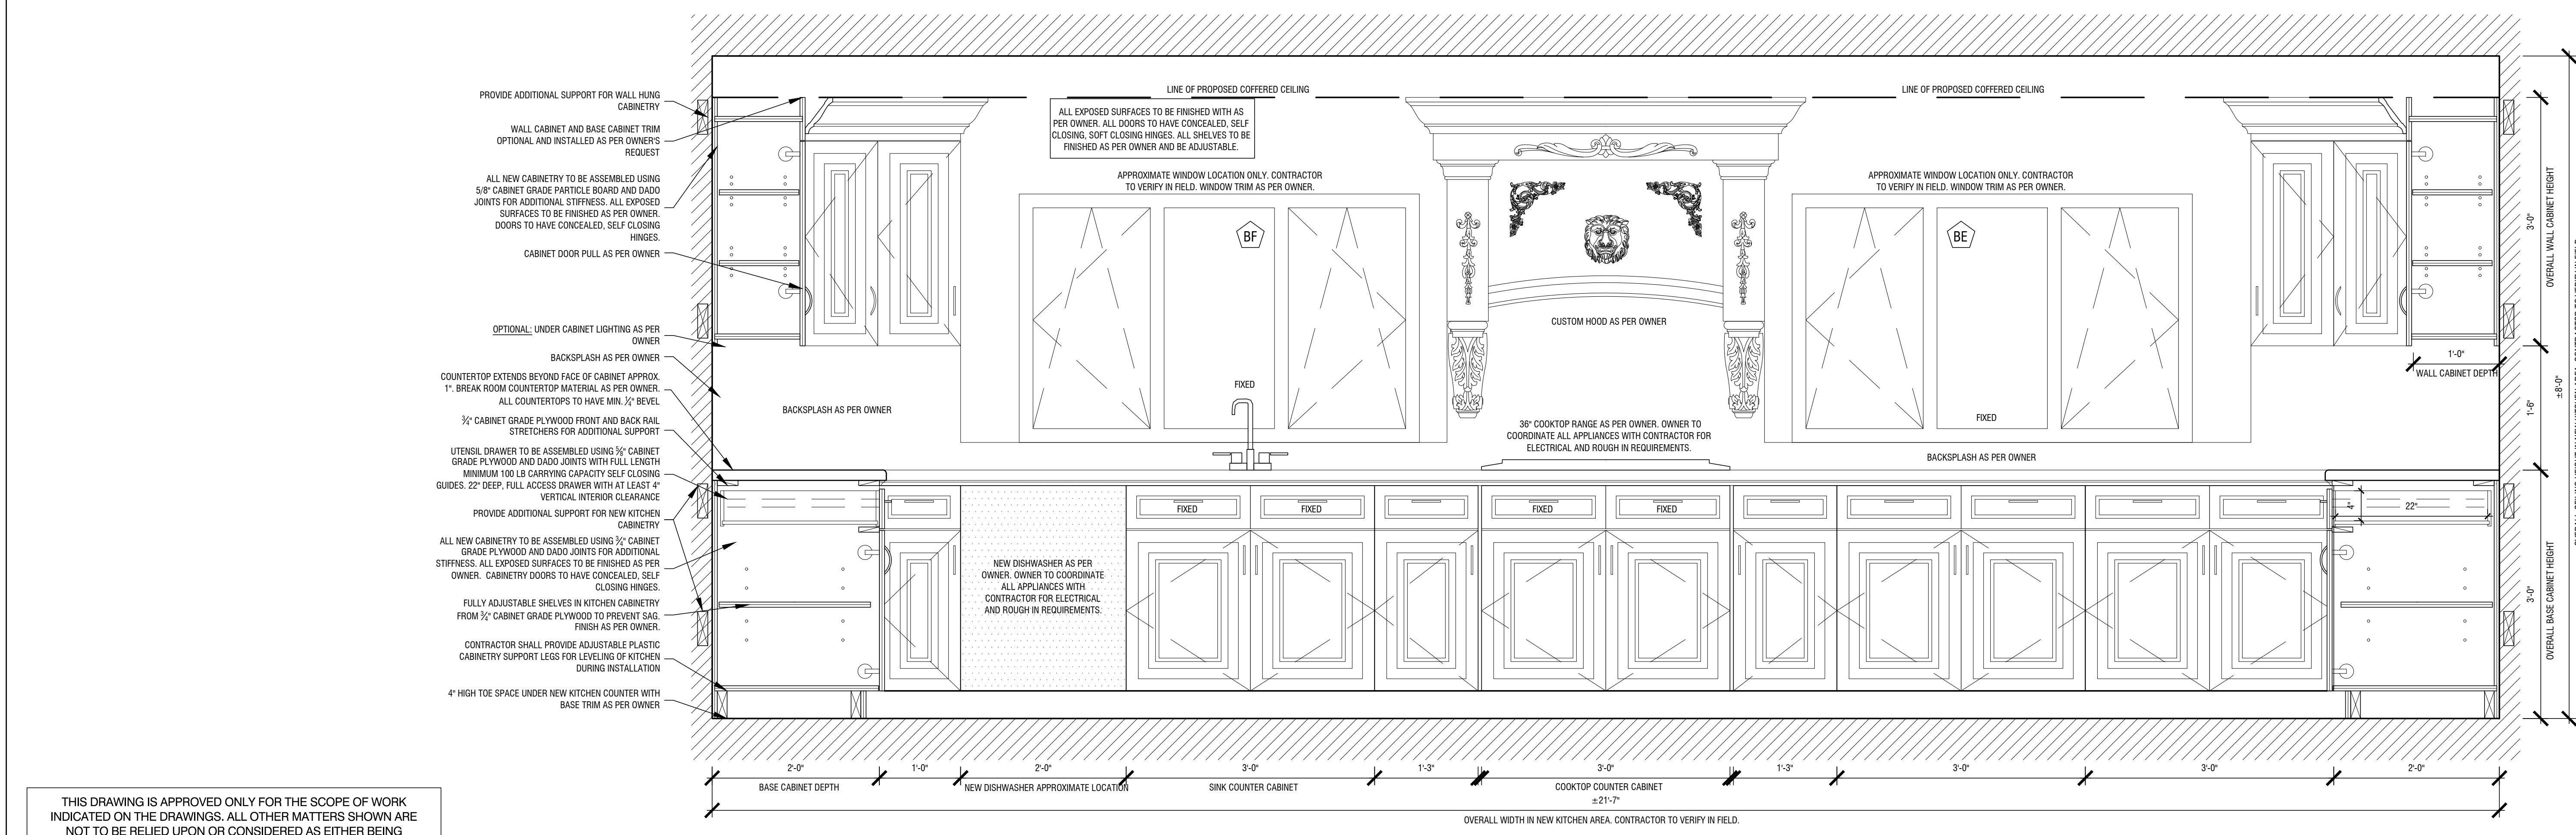 LINE OF PROPOSED COFFERED CEILING
LINE OF PROPOSED COFFERED CEILING
PROVIDE ADDITIONAL SUPPORT FOR WALL HUNG
CABINETRY
WALL CABINET AND BASE CABINET TRIM
OPTIONAL AND INSTALLED AS PER OWNER'S
REQUEST
ALL NEW CABINETRY TO BE ASSEMBLED USING
5/8" CABINET GRADE PARTICLE BOARD AND DADO
JOINTS FOR ADDITIONAL STIFFNESS. ALL EXPOSED
SURFACES TO BE FINISHED AS PER OWNER.
DOORS TO HAVE CONCEALED, SELF CLOSING
HINGES.
CABINET DOOR PULL AS PER OWNER
OPTIONAL: UNDER CABINET LIGHTING AS PER
OWNER
BACKSPLASH AS PER OWNER
COUNTERTOP EXTENDS BEYOND FACE OF CABINET APPROX.
1". BREAK ROOM COUNTERTOP MATERIAL AS PER OWNER.
ALL COUNTERTOPS TO HAVE MIN. ¼" BEVEL
¾" CABINET GRADE PLYWOOD FRONT AND BACK RAIL
STRETCHERS FOR ADDITIONAL SUPPORT
UTENSIL DRAWER TO BE ASSEMBLED USING ⅝" CABINET
GRADE PLYWOOD AND DADO JOINTS WITH FULL LENGTH
MINIMUM 100 LB CARRYING CAPACITY SELF CLOSING
GUIDES. 22" DEEP, FULL ACCESS DRAWER WITH AT LEAST 4"
VERTICAL INTERIOR CLEARANCE
PROVIDE ADDITIONAL SUPPORT FOR NEW KITCHEN
CABINETRY
ALL NEW CABINETRY TO BE ASSEMBLED USING ¾" CABINET
GRADE PLYWOOD AND DADO JOINTS FOR ADDITIONAL
STIFFNESS. ALL EXPOSED SURFACES TO BE FINISHED AS PER
OWNER. CABINETRY DOORS TO HAVE CONCEALED, SELF
CLOSING HINGES.
FULLY ADJUSTABLE SHELVES IN KITCHEN CABINETRY
FROM ¾" CABINET GRADE PLYWOOD TO PREVENT SAG.
FINISH AS PER OWNER.
CONTRACTOR SHALL PROVIDE ADJUSTABLE PLASTIC
CABINETRY SUPPORT LEGS FOR LEVELING OF KITCHEN
DURING INSTALLATION
4" HIGH TOE SPACE UNDER NEW KITCHEN COUNTER WITH
BASE TRIM AS PER OWNER
ALL EXPOSED SURFACES TO BE FINISHED WITH AS
PER OWNER. ALL DOORS TO HAVE CONCEALED, SELF
CLOSING, SOFT CLOSING HINGES. ALL SHELVES TO BE
FINISHED AS PER OWNER AND BE ADJUSTABLE.
APPROXIMATE WINDOW LOCATION ONLY. CONTRACTOR
TO VERIFY IN FIELD. WINDOW TRIM AS PER OWNER.
APPROXIMATE WINDOW LOCATION ONLY. CONTRACTOR
TO VERIFY IN FIELD. WINDOW TRIM AS PER OWNER.
BF
BE
CUSTOM HOOD AS PER OWNER
FIXED
FIXED
BACKSPLASH AS PER OWNER
36" COOKTOP RANGE AS PER OWNER. OWNER TO
COORDINATE ALL APPLIANCES WITH CONTRACTOR FOR
ELECTRICAL AND ROUGH IN REQUIREMENTS.
BACKSPLASH AS PER OWNER
1'-0"
WALL CABINET DEPTH
3'-0"
OVERALL WALL CABINET HEIGHT
1'-6"
±8'-0"
3'-0"
OVERALL BASE CABINET HEIGHT
FIXED
FIXED
FIXED
FIXED
4"
22"
NEW DISHWASHER AS PER
OWNER. OWNER TO COORDINATE
ALL APPLIANCES WITH
CONTRACTOR FOR ELECTRICAL
AND ROUGH IN REQUIREMENTS.
2'-0"
1'-0"
2'-0"
3'-0"
1'-3"
3'-0"
1'-3"
3'-0"
3'-0"
2'-0"
BASE CABINET DEPTH
NEW DISHWASHER APPROXIMATE LOCATION
SINK COUNTER CABINET
COOKTOP COUNTER CABINET
±21'-7"
OVERALL WIDTH IN NEW KITCHEN AREA. CONTRACTOR TO VERIFY IN FIELD.
THIS DRAWING IS APPROVED ONLY FOR THE SCOPE OF WORK
INDICATED ON THE DRAWINGS. ALL OTHER MATTERS SHOWN ARE
NOT TO BE RELIED UPON OR CONSIDERED AS EITHER BEING